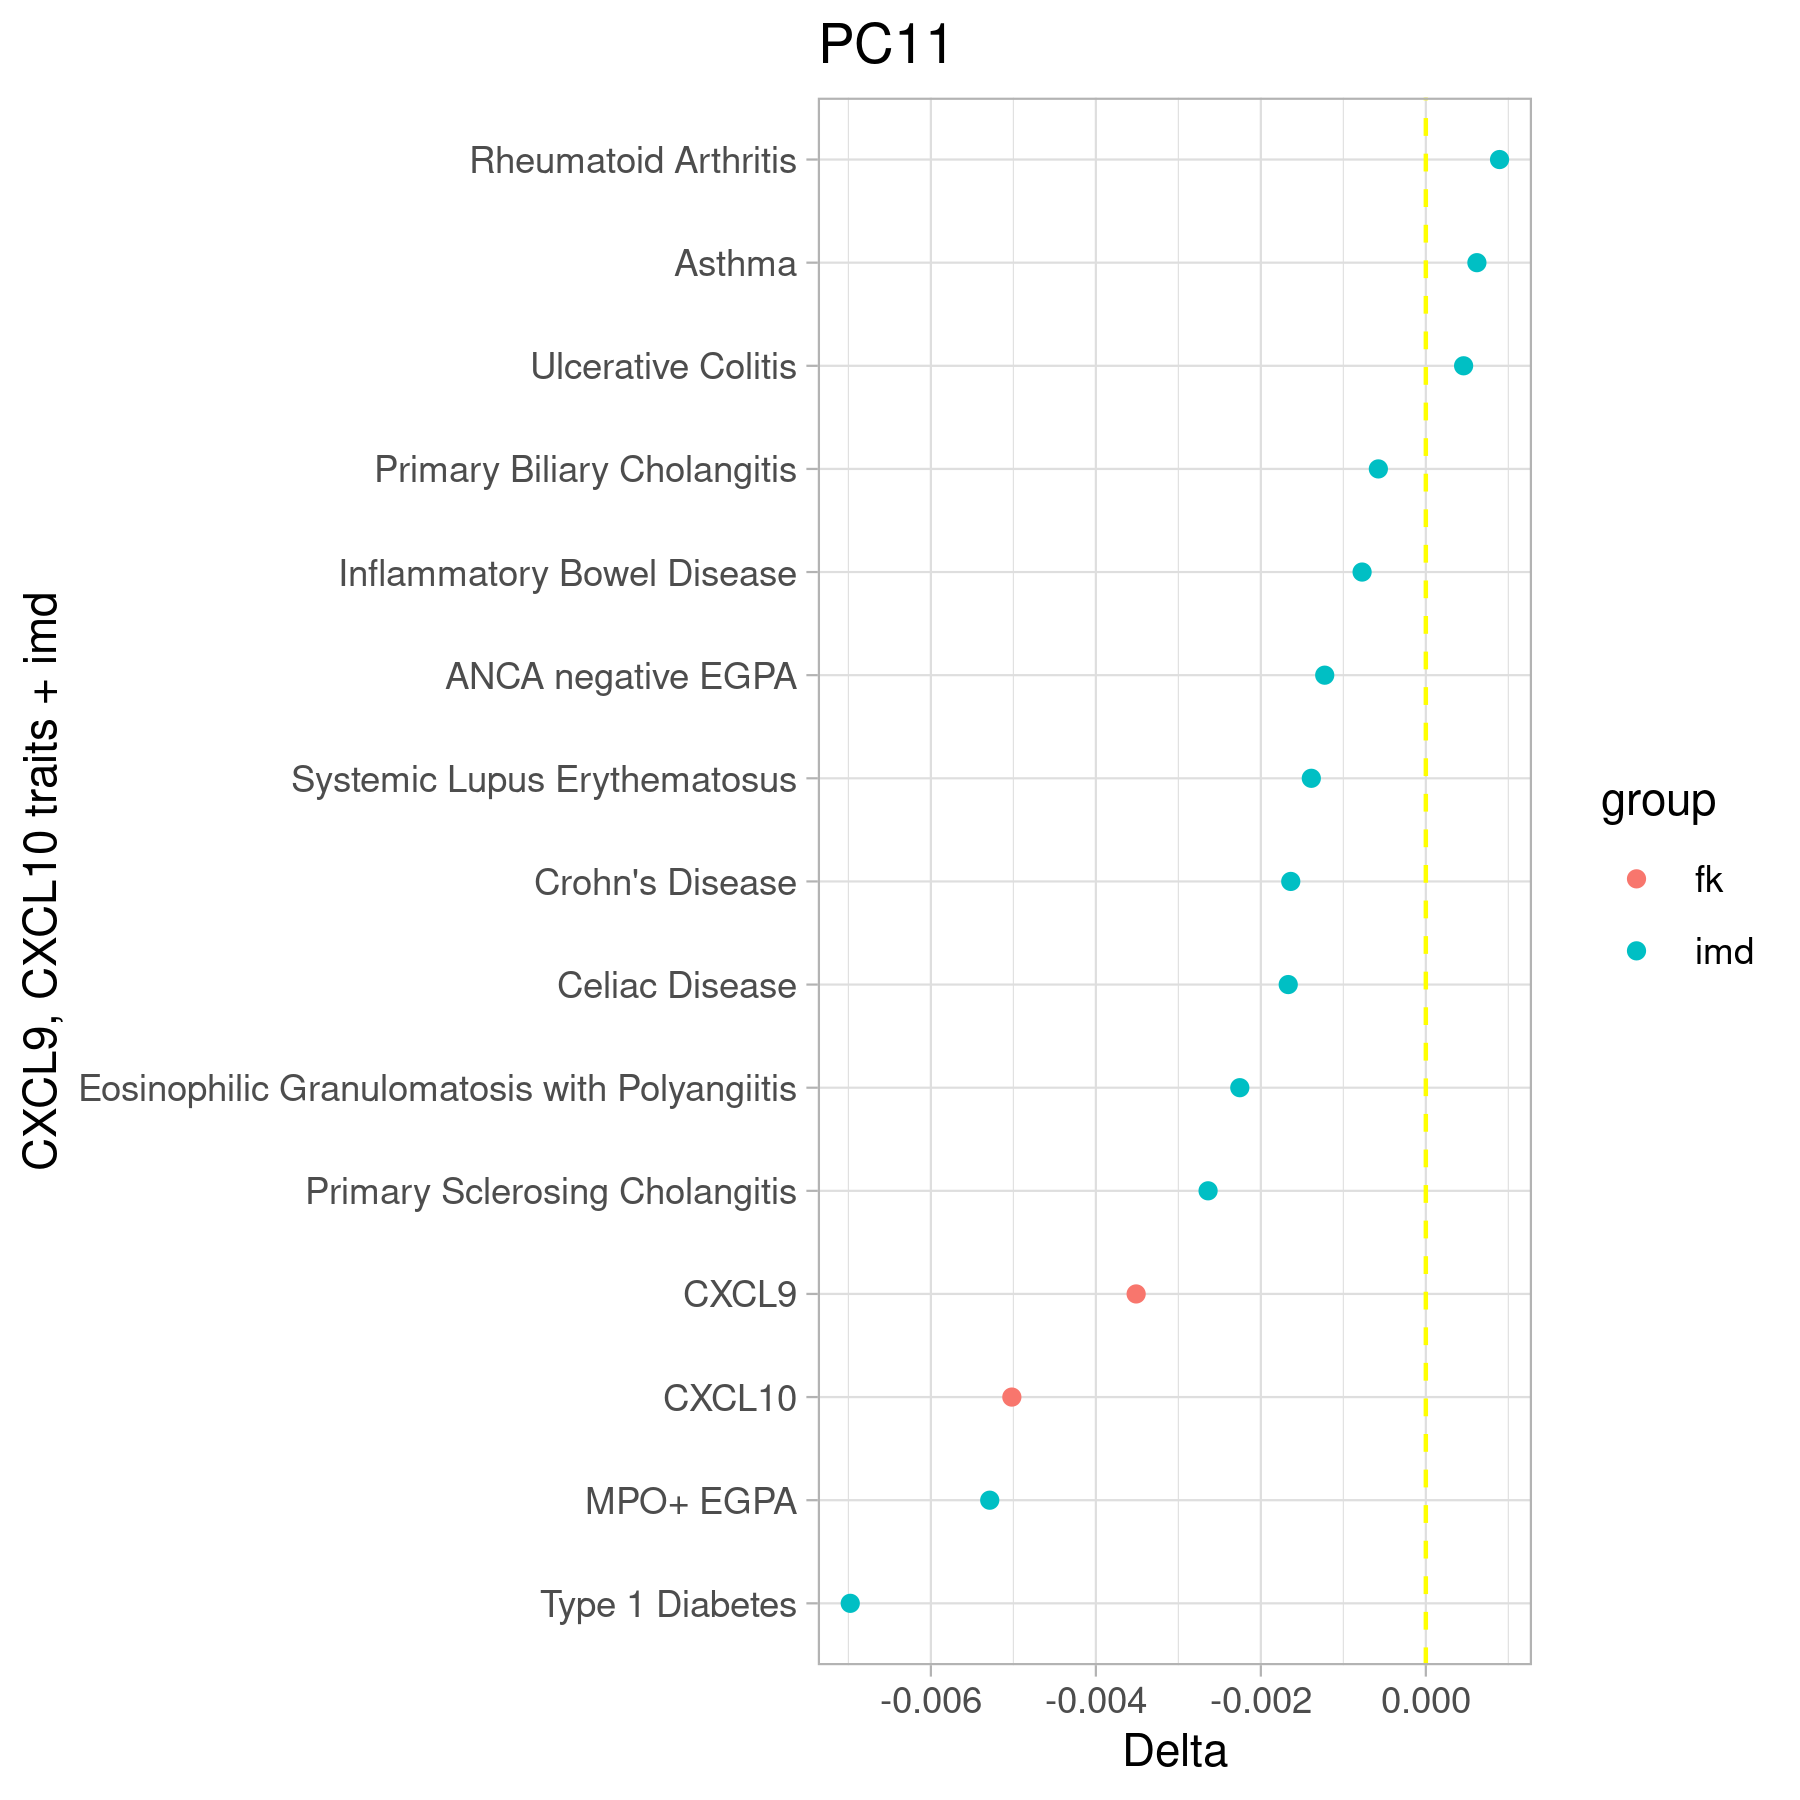 PC11
CXCL9, CXCL10 traits + imd
Rheumatoid Arthritis
Asthma
Ulcerative Colitis
Primary Biliary Cholangitis
Inflammatory Bowel Disease
ANCA negative EGPA
Systemic Lupus Erythematosus
Crohn's Disease
Celiac Disease
Eosinophilic Granulomatosis with Polyangiitis
Primary Sclerosing Cholangitis
CXCL9
CXCL10
MPO+ EGPA
Type 1 Diabetes
-0.006 -0.004 -0.002 0.000
Delta
group
fk
imd